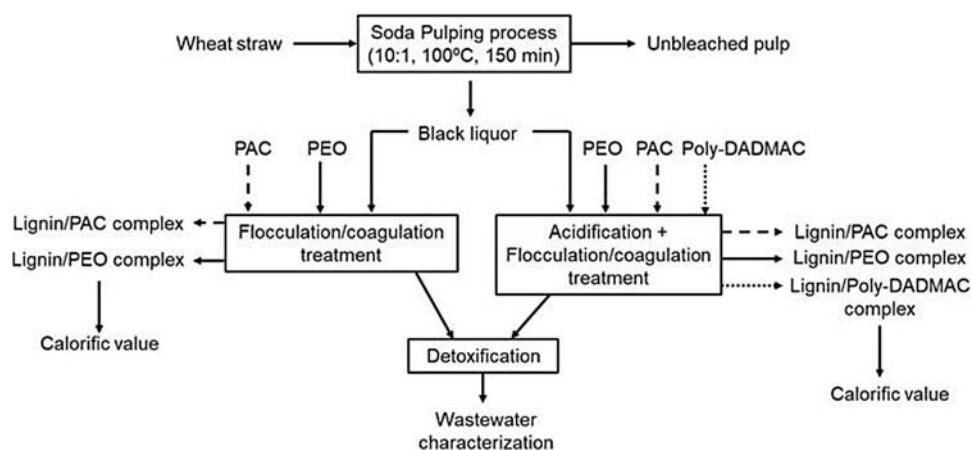 Wheat straw
Soda Pulping process
(10:1, 100ºC, 150 min)
Unbleached pulp
Black liquor
PAC
PEO
PEO
PAC
Poly-DADMAC
Lignin/PAC complex
Lignin/PEO complex
Flocculation/coagulation
treatment
Acidification +
Flocculation/coagulation
treatment
Lignin/PAC complex
Lignin/PEO complex
Lignin/Poly-DADMAC
complex
Calorific value
Detoxification
Calorific value
Wastewater
characterization